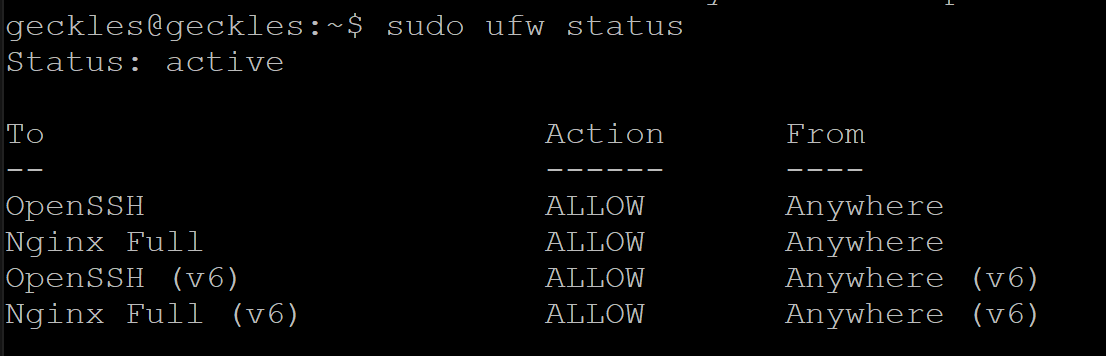 geckles@geckles:~$ sudo ufw status
Status: active
To Action From
-- ------ ----
OpenSSH ALLOW Anywhere
Nginx Full ALLOW Anywhere
OpenSSH (v6) ALLOW Anywhere (v6)
Nginx Full (v6) ALLOW Anywhere (v6)